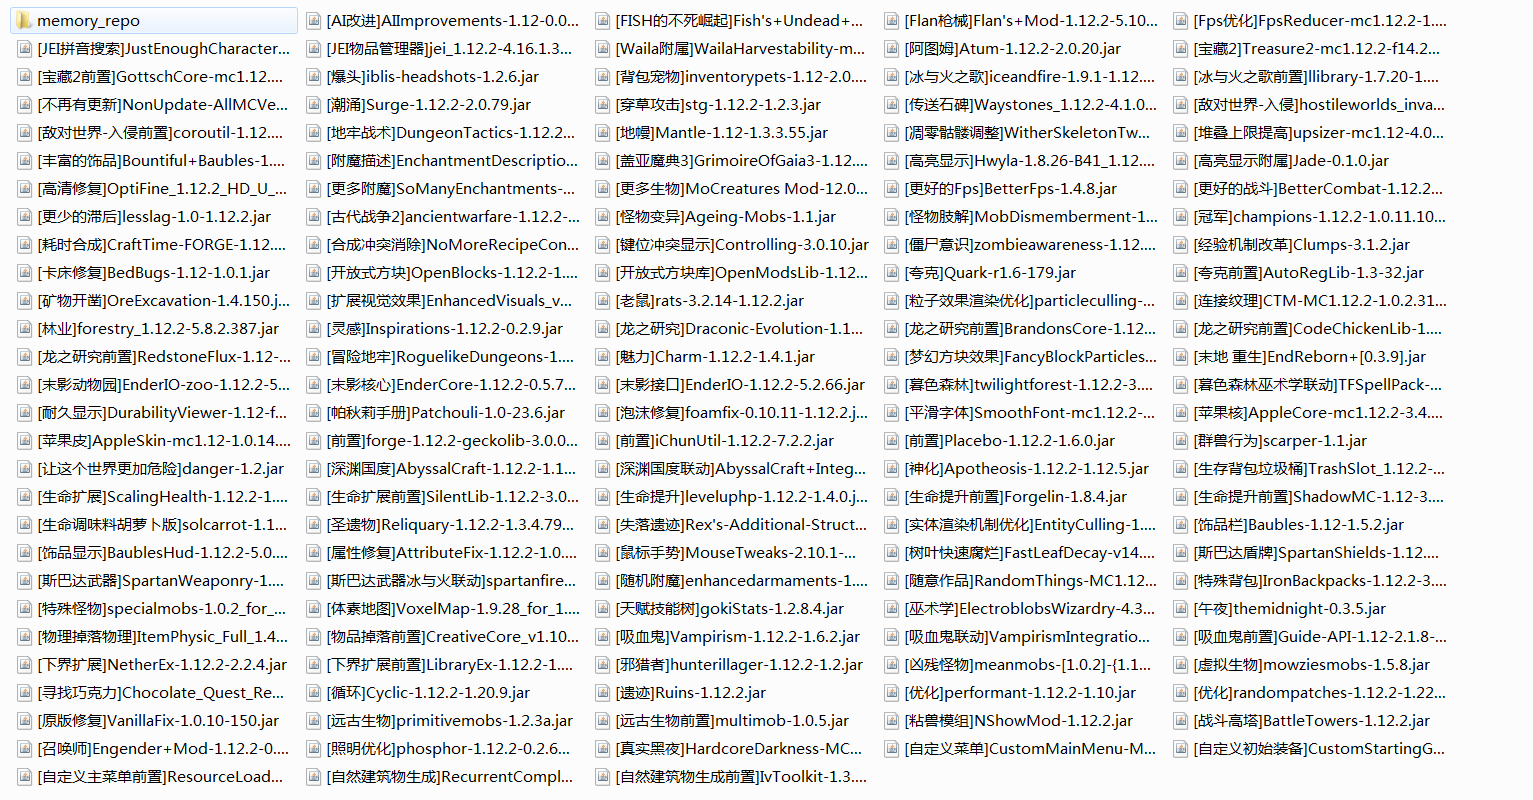 memory_repo
[AI改进]AIImprovements-1.12-0.0...
[FISH的不死崛起]Fish's+Undead+...
[Flan枪械]Flan's+Mod-1.12.2-5.10...
[Fps优化]FpsReducer-mc1.12.2-1....
[JEI拼音搜索]JustEnoughCharacter...
[JEI物品管理器]jei_1.12.2-4.16.1.3...
[Waila附属]WailaHarvestability-m...
[阿图姆]Atum-1.12.2-2.0.20.jar
[宝藏2]Treasure2-mc1.12.2-f14.2...
[宝藏2前置]GottschCore-mc1.12....
[爆头]iblis-headshots-1.2.6.jar
[背包宠物]inventorypets-1.12-2.0....
[冰与火之歌]iceandfire-1.9.1-1.12....
[冰与火之歌前置]llibrary-1.7.20-1....
[不再有更新]NonUpdate-AllMCVe...
[潮涌]Surge-1.12.2-2.0.79.jar
[穿草攻击]stg-1.12.2-1.2.3.jar
[传送石碑]Waystones_1.12.2-4.1.0...
[敌对世界-入侵]hostileworlds_inva...
[敌对世界-入侵前置]coroutil-1.12....
[地牢战术]DungeonTactics-1.12.2...
[地幔]Mantle-1.12-1.3.3.55.jar
[凋零骷髅调整]WitherSkeletonTw...
[堆叠上限提高]upsizer-mc1.12-4.0...
[丰富的饰品]Bountiful+Baubles-1....
[附魔描述]EnchantmentDescriptio...
[盖亚魔典3]GrimoireOfGaia3-1.12....
[高亮显示]Hwyla-1.8.26-B41_1.12....
[高亮显示附属]Jade-0.1.0.jar
[高清修复]OptiFine_1.12.2_HD_U_...
[更多附魔]SoManyEnchantments-...
[更多生物]MoCreatures Mod-12.0...
[更好的Fps]BetterFps-1.4.8.jar
[更好的战斗]BetterCombat-1.12.2...
[更少的滞后]lesslag-1.0-1.12.2.jar
[古代战争2]ancientwarfare-1.12.2-...
[怪物变异]Ageing-Mobs-1.1.jar
[怪物肢解]MobDismemberment-1...
[冠军]champions-1.12.2-1.0.11.10...
[耗时合成]CraftTime-FORGE-1.12....
[合成冲突消除]NoMoreRecipeCon...
[键位冲突显示]Controlling-3.0.10.jar
[僵尸意识]zombieawareness-1.12....
[经验机制改革]Clumps-3.1.2.jar
[卡床修复]BedBugs-1.12-1.0.1.jar
[开放式方块]OpenBlocks-1.12.2-1....
[开放式方块库]OpenModsLib-1.12...
[夸克]Quark-r1.6-179.jar
[夸克前置]AutoRegLib-1.3-32.jar
[矿物开凿]OreExcavation-1.4.150.j...
[扩展视觉效果]EnhancedVisuals_v...
[老鼠]rats-3.2.14-1.12.2.jar
[粒子效果渲染优化]particleculling-...
[连接纹理]CTM-MC1.12.2-1.0.2.31...
[林业]forestry_1.12.2-5.8.2.387.jar
[灵感]Inspirations-1.12.2-0.2.9.jar
[龙之研究]Draconic-Evolution-1.1...
[龙之研究前置]BrandonsCore-1.12...
[龙之研究前置]CodeChickenLib-1....
[龙之研究前置]RedstoneFlux-1.12-...
[冒险地牢]RoguelikeDungeons-1....
[魅力]Charm-1.12.2-1.4.1.jar
[梦幻方块效果]FancyBlockParticles...
[末地 重生]EndReborn+[0.3.9].jar
[末影动物园]EnderIO-zoo-1.12.2-5...
[末影核心]EnderCore-1.12.2-0.5.7...
[末影接口]EnderIO-1.12.2-5.2.66.jar
[暮色森林]twilightforest-1.12.2-3....
[暮色森林巫术学联动]TFSpellPack-...
[耐久显示]DurabilityViewer-1.12-f...
[帕秋莉手册]Patchouli-1.0-23.6.jar
[泡沫修复]foamfix-0.10.11-1.12.2.j...
[平滑字体]SmoothFont-mc1.12.2-...
[苹果核]AppleCore-mc1.12.2-3.4....
[苹果皮]AppleSkin-mc1.12-1.0.14....
[前置]forge-1.12.2-geckolib-3.0.0...
[前置]iChunUtil-1.12.2-7.2.2.jar
[前置]Placebo-1.12.2-1.6.0.jar
[群兽行为]scarper-1.1.jar
[让这个世界更加危险]danger-1.2.jar
[深渊国度]AbyssalCraft-1.12.2-1.1...
[深渊国度联动]AbyssalCraft+Integ...
[神化]Apotheosis-1.12.2-1.12.5.jar
[生存背包垃圾桶]TrashSlot_1.12.2-...
[生命扩展]ScalingHealth-1.12.2-1....
[生命扩展前置]SilentLib-1.12.2-3.0...
[生命提升]leveluphp-1.12.2-1.4.0.j...
[生命提升前置]Forgelin-1.8.4.jar
[生命提升前置]ShadowMC-1.12-3....
[生命调味料胡萝卜版]solcarrot-1.1...
[圣遗物]Reliquary-1.12.2-1.3.4.79...
[失落遗迹]Rex's-Additional-Struct...
[实体渲染机制优化]EntityCulling-1....
[饰品栏]Baubles-1.12-1.5.2.jar
[饰品显示]BaublesHud-1.12.2-5.0....
[属性修复]AttributeFix-1.12.2-1.0...
[鼠标手势]MouseTweaks-2.10.1-...
[树叶快速腐烂]FastLeafDecay-v14....
[斯巴达盾牌]SpartanShields-1.12....
[斯巴达武器]SpartanWeaponry-1....
[斯巴达武器冰与火联动]spartanfire...
[随机附魔]enhancedarmaments-1....
[随意作品]RandomThings-MC1.12...
[特殊背包]IronBackpacks-1.12.2-3....
[特殊怪物]specialmobs-1.0.2_for_...
[体素地图]VoxelMap-1.9.28_for_1....
[天赋技能树]gokiStats-1.2.8.4.jar
[巫术学]ElectroblobsWizardry-4.3...
[午夜]themidnight-0.3.5.jar
[物理掉落物理]ItemPhysic_Full_1.4...
[物品掉落前置]CreativeCore_v1.10...
[吸血鬼]Vampirism-1.12.2-1.6.2.jar
[吸血鬼联动]VampirismIntegratio...
[吸血鬼前置]Guide-API-1.12-2.1.8-...
[下界扩展]NetherEx-1.12.2-2.2.4.jar
[下界扩展前置]LibraryEx-1.12.2-1....
[邪猎者]hunterillager-1.12.2-1.2.jar
[凶残怪物]meanmobs-[1.0.2]-{1.1...
[虚拟生物]mowziesmobs-1.5.8.jar
[寻找巧克力]Chocolate_Quest_Re...
[循环]Cyclic-1.12.2-1.20.9.jar
[遗迹]Ruins-1.12.2.jar
[优化]performant-1.12.2-1.10.jar
[优化]randompatches-1.12.2-1.22...
[原版修复]VanillaFix-1.0.10-150.jar
[远古生物]primitivemobs-1.2.3a.jar
[远古生物前置]multimob-1.0.5.jar
[粘兽模组]NShowMod-1.12.2.jar
[战斗高塔]BattleTowers-1.12.2.jar
[召唤师]Engender+Mod-1.12.2-0....
[照明优化]phosphor-1.12.2-0.2.6...
[真实黑夜]HardcoreDarkness-MC...
[自定义菜单]CustomMainMenu-M...
[自定义初始装备]CustomStartingG...
[自定义主菜单前置]ResourceLoad...
[自然建筑物生成]RecurrentCompl...
[自然建筑物生成前置]IvToolkit-1.3....